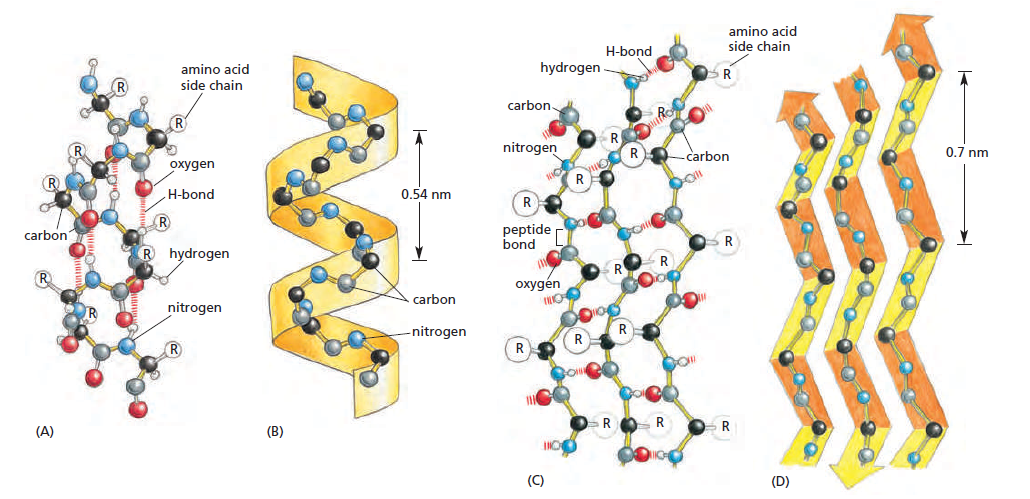 R
amino acid
side chain
R
R
oxygen
R
H-bond
R
carbon
R
hydrogen
R
nitrogen
R
R
(A)
0.54 nm
carbon
nitrogen
(B)
amino acid
side chain
H-bond
hydrogen
R
carbon
R
nitrogen
R
R
carbon
R
R
peptide
bond
R
R
R
oxygen
R
R
R
R
R
R
(C)
0.7 nm
(D)